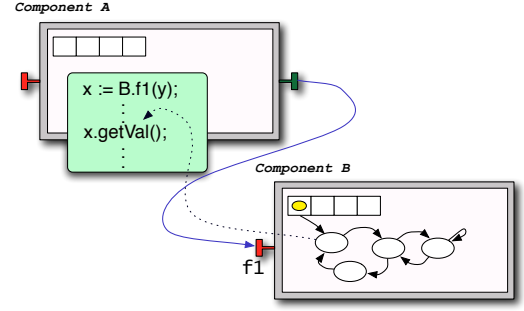 Component A
x := B.f1(y);
x.getVal();
Component B
f1